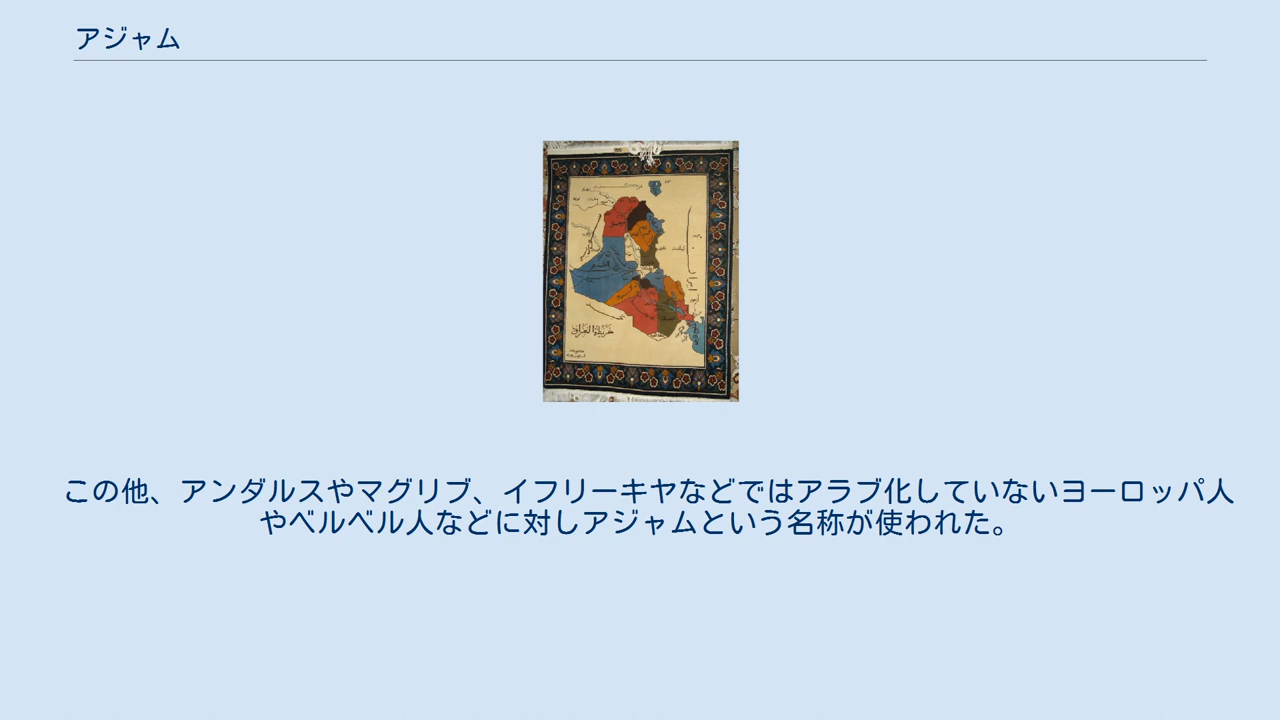 アジャム
خريطة العراق
この他、アンダルスやマグリブ、イフリーキヤなどではアラブ化していないヨーロッパ人
やベルベル人などに対しアジャムという名称が使われた。